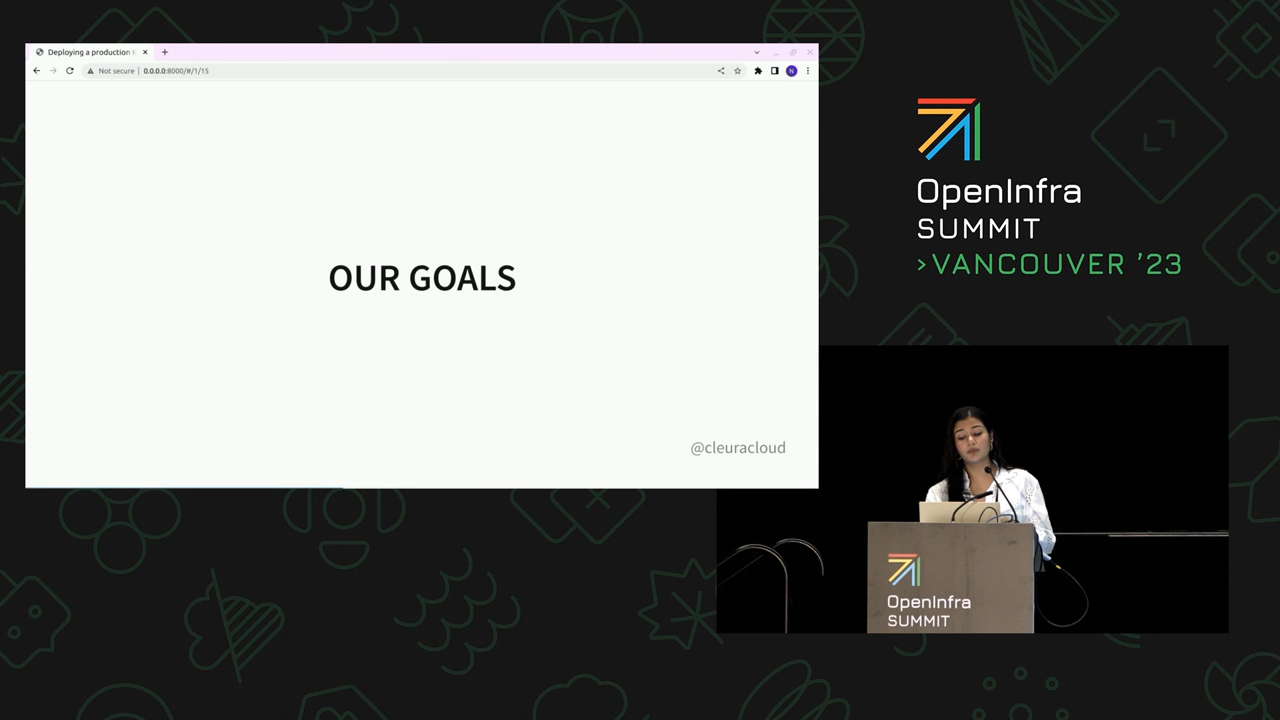 Deploying a production
Not secure
0.0.0.0:8000/#/1/15
N
OUR GOALS
@cleuracloud
OpenInfra
SUMMIT
>VANCOUVER ’23
OpenInfra
SUMMIT